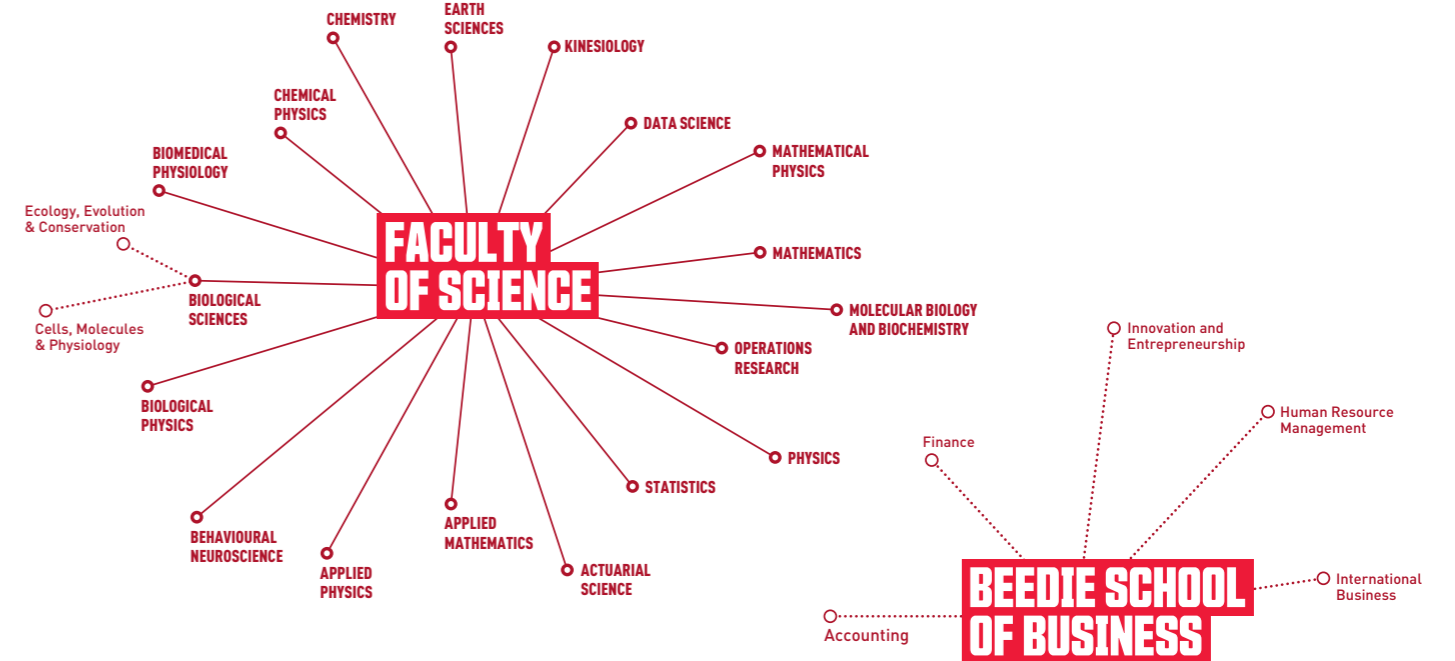 CHEMISTRY
EARTH
SCIENCES
KINESIOLOGY
CHEMICAL
PHYSICS
DATA SCIENCE
BIOMEDICAL
PHYSIOLOGY
MATHEMATICAL
PHYSICS
Ecology, Evolution
& Conservation
FACULTY
OF SCIENCE
MATHEMATICS
BIOLOGICAL
SCIENCES
Cells, Molecules
& Physiology
MOLECULAR BIOLOGY
AND BIOCHEMISTRY
OPERATIONS
RESEARCH
BIOLOGICAL
PHYSICS
PHYSICS
STATISTICS
BEHAVIOURAL
NEUROSCIENCE
APPLIED
PHYSICS
APPLIED
MATHEMATICS
ACTUARIAL
SCIENCE
Innovation and
Entrepreneurship
Human Resource
Management
Finance
BEEDIE SCHOOL
OF BUSINESS
International
Business
Accounting